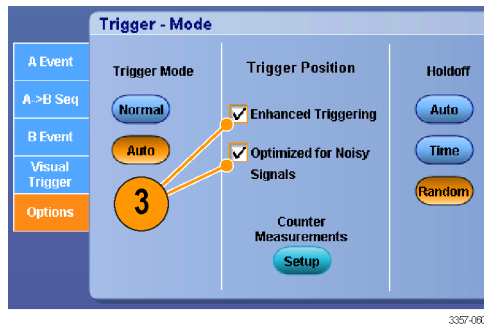 Trigger - Mode
A Event
A->B Seq
B Event
Visual
Trigger
Options
Trigger Mode
Normal
Auto
3
Trigger Position
Enhanced Triggering
Optimized for Noisy
Signals
Counter
Measurements
Setup
Holdoff
Auto
Time
Random
3357-060